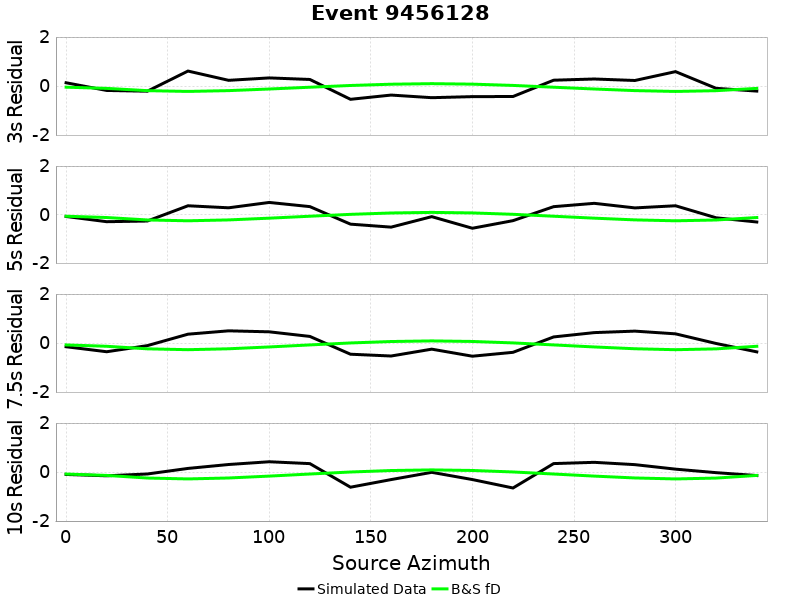 Event 9456128
3s Residual
2
0
-2
5s Residual
2
0
-2
7.5s Residual
2
0
-2
10s Residual
2
0
-2
0 50 100 150 200 250 300
Source Azimuth
Simulated Data B&S fD